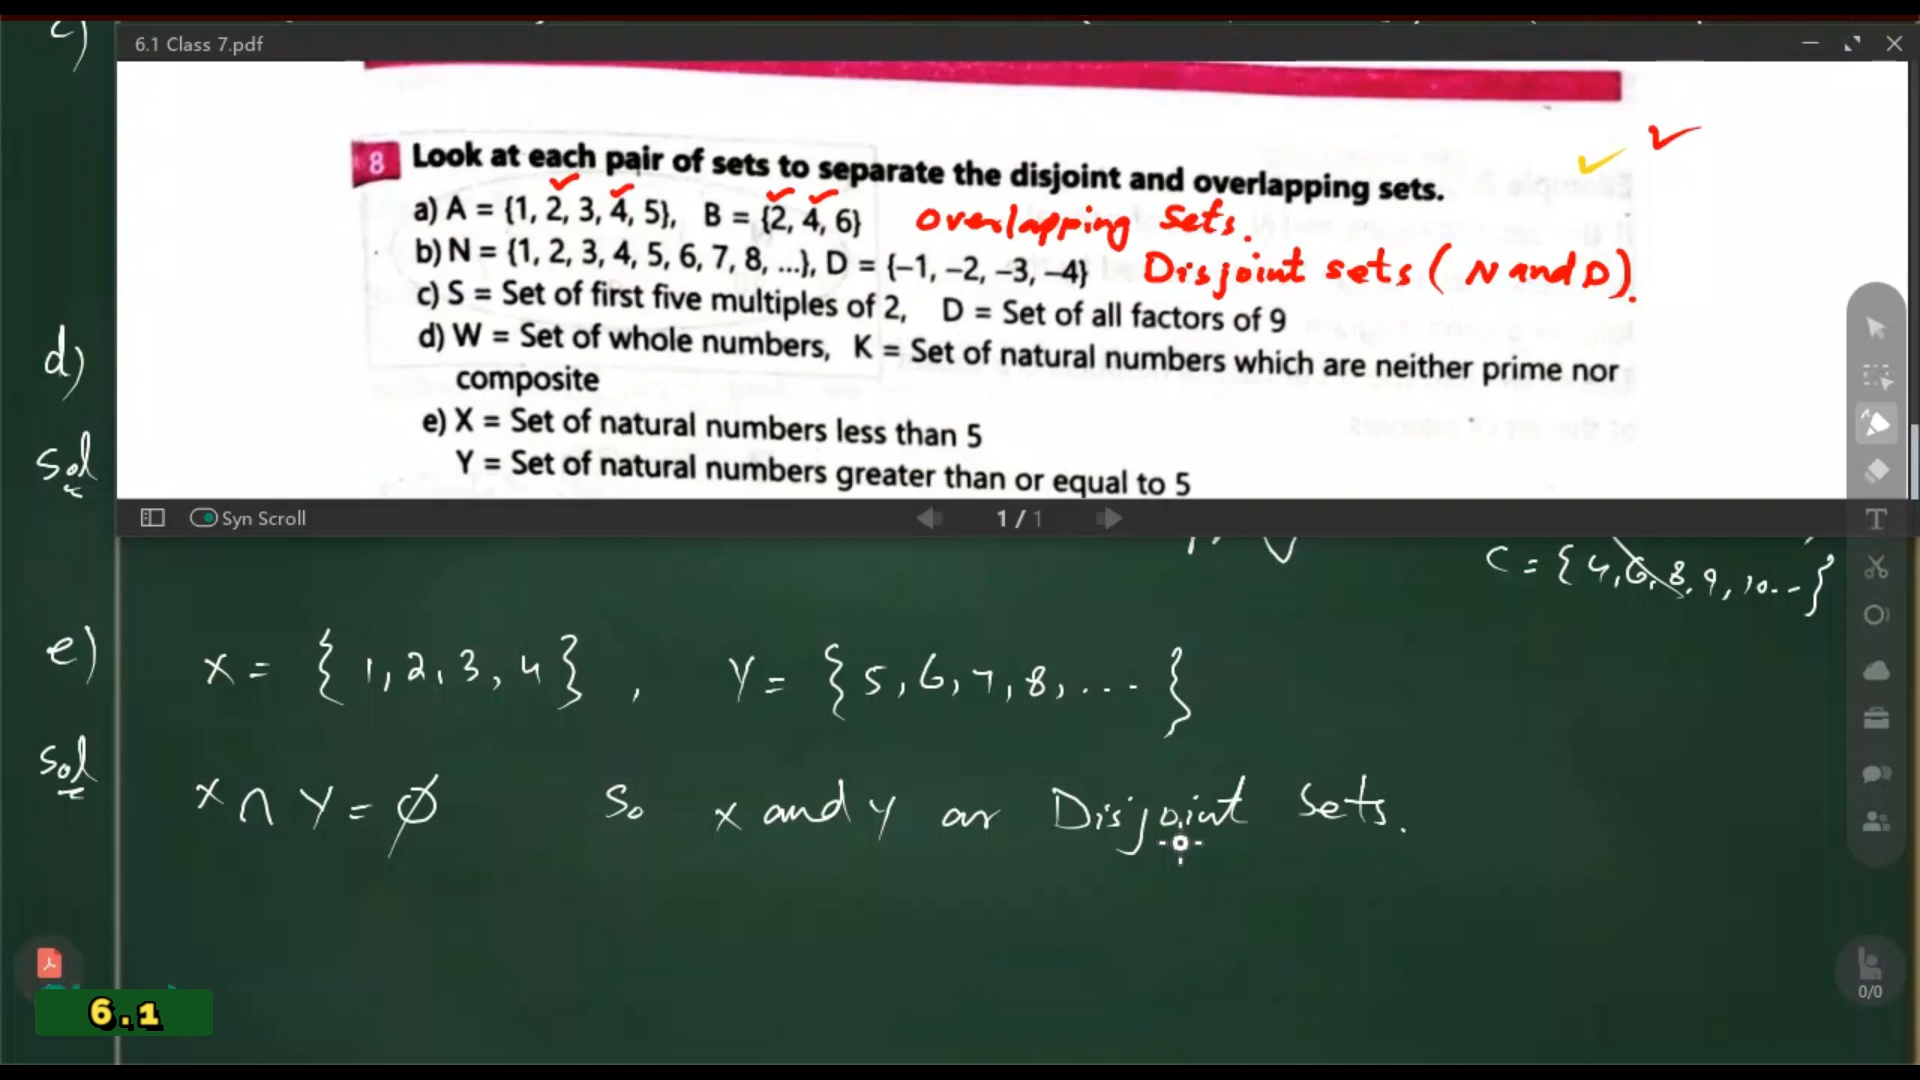 c)
6.1 Class 7.pdf
8 Look at each pair of sets to separate the disjoint and overlapping sets.
a) A = {1, 2, 3, 4, 5}, B = {2, 4, 6} overlapping sets.
b) N = {1, 2, 3, 4, 5, 6, 7, 8, ...}, D = {–1, –2, –3, –4} Disjoint sets ( N and D).
c) S = Set of first five multiples of 2, D = Set of all factors of 9
d) W = Set of whole numbers, K = Set of natural numbers which are neither prime nor
composite
e) X = Set of natural numbers less than 5
Y = Set of natural numbers greater than or equal to 5
d)
Sol
Syn Scroll
1 / 1
C = {4, 6, 8, 9, 10...}
e) X = {1, 2, 3, 4}, Y = {5, 6, 7, 8, ...}
Sol
X ∩ Y = ∅ So X and Y ar Disjoint Sets.
6.1
0/0